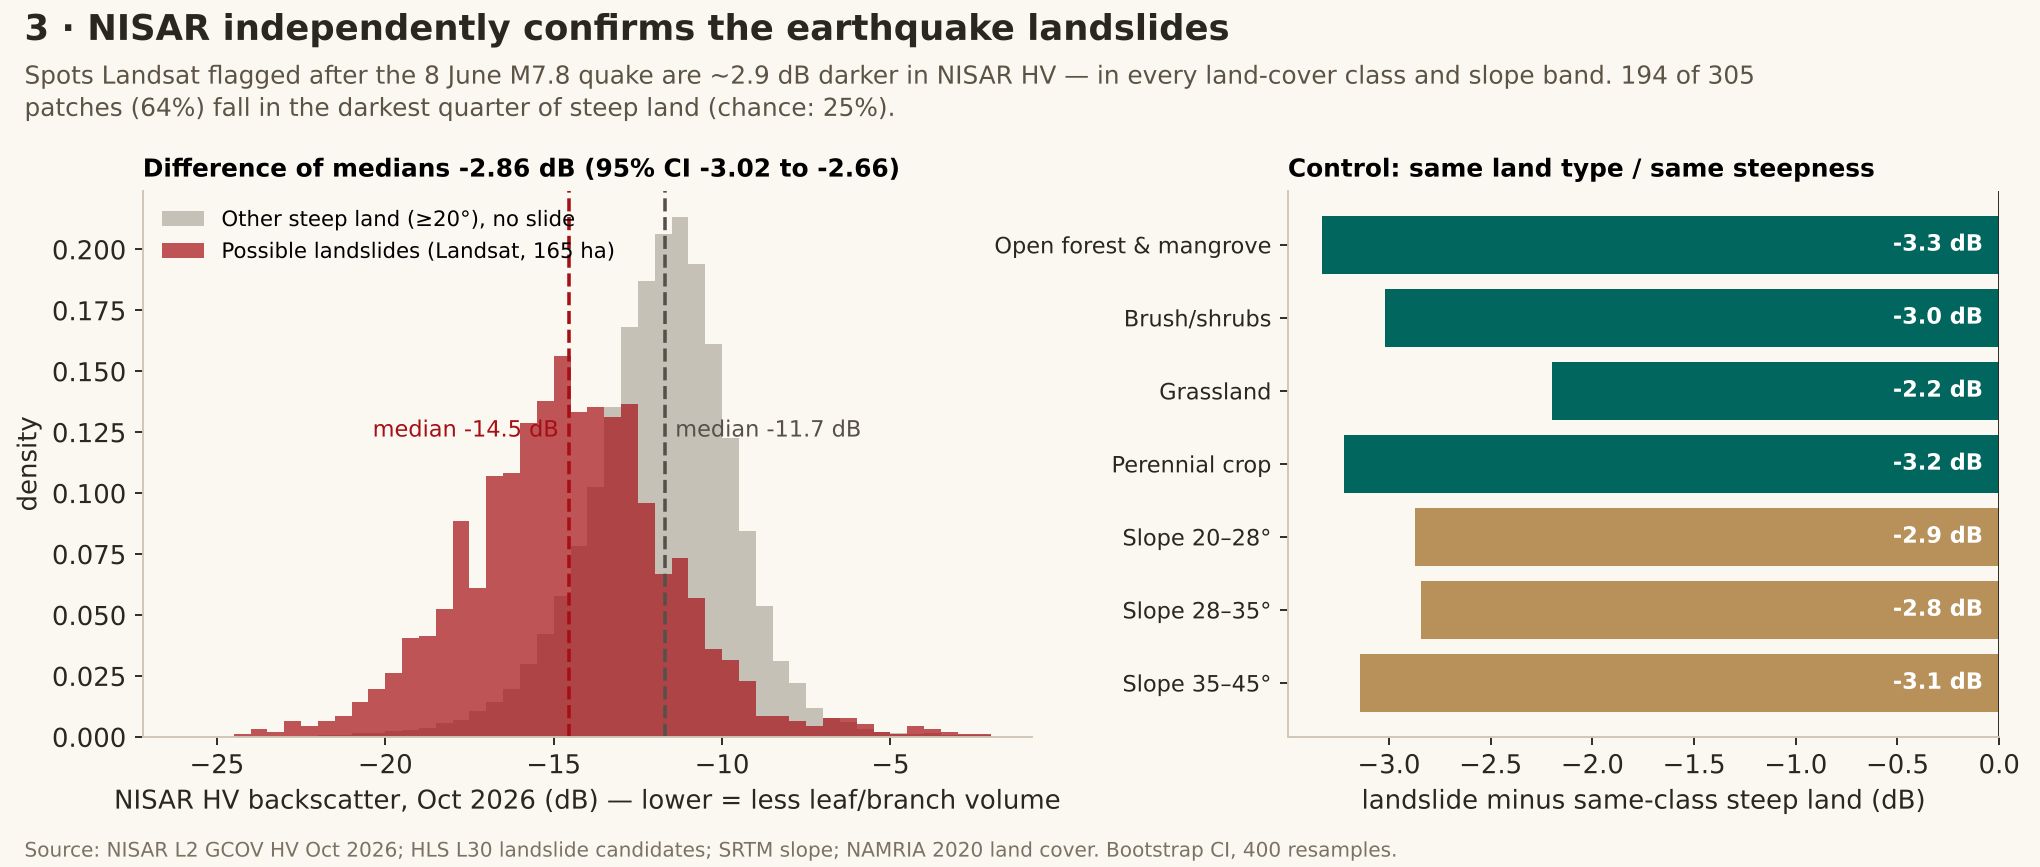 3 · NISAR independently confirms the earthquake landslides
Spots Landsat flagged after the 8 June M7.8 quake are ~2.9 dB darker in NISAR HV — in every land-cover class and slope band. 194 of 305
patches (64%) fall in the darkest quarter of steep land (chance: 25%).
Difference of medians -2.86 dB (95% CI -3.02 to -2.66)
Other steep land (≥20°), no slide
Possible landslides (Landsat, 165 ha)
median -14.5 dB
median -11.7 dB
density
0.200
0.175
0.150
0.125
0.100
0.075
0.050
0.025
0.000
−25
−20
−15
−10
−5
NISAR HV backscatter, Oct 2026 (dB) — lower = less leaf/branch volume
Control: same land type / same steepness
Open forest & mangrove
-3.3 dB
Brush/shrubs
-3.0 dB
Grassland
-2.2 dB
Perennial crop
-3.2 dB
Slope 20–28°
-2.9 dB
Slope 28–35°
-2.8 dB
Slope 35–45°
-3.1 dB
−3.0
−2.5
−2.0
−1.5
−1.0
−0.5
0.0
landslide minus same-class steep land (dB)
Source: NISAR L2 GCOV HV Oct 2026; HLS L30 landslide candidates; SRTM slope; NAMRIA 2020 land cover. Bootstrap CI, 400 resamples.